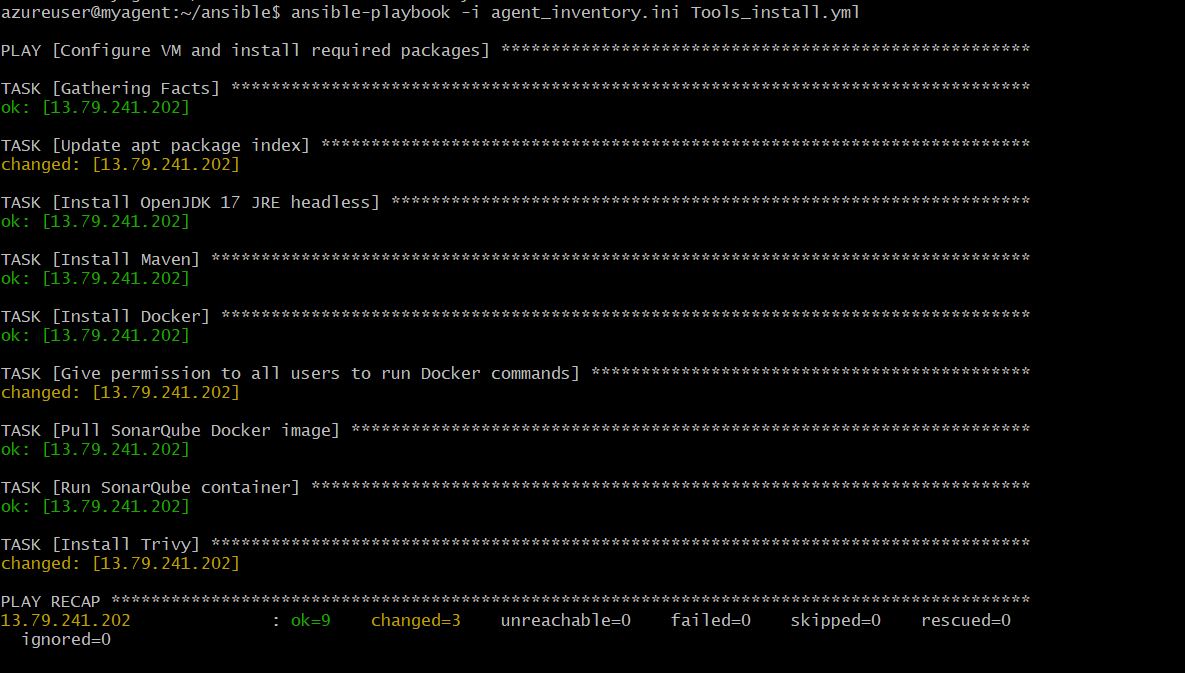 azureuser@myagent:~/ansible$ ansible-playbook -i agent_inventory.ini Tools_install.yml
PLAY [Configure VM and install required packages] *****************************************************
TASK [Gathering Facts] ********************************************************************************
ok: [13.79.241.202]
TASK [Update apt package index] ***********************************************************************
changed: [13.79.241.202]
TASK [Install OpenJDK 17 JRE headless] ****************************************************************
ok: [13.79.241.202]
TASK [Install Maven] **********************************************************************************
ok: [13.79.241.202]
TASK [Install Docker] *********************************************************************************
ok: [13.79.241.202]
TASK [Give permission to all users to run Docker commands] ********************************************
changed: [13.79.241.202]
TASK [Pull SonarQube Docker image] ********************************************************************
ok: [13.79.241.202]
TASK [Run SonarQube container] ************************************************************************
ok: [13.79.241.202]
TASK [Install Trivy] **********************************************************************************
changed: [13.79.241.202]
PLAY RECAP ********************************************************************************************
13.79.241.202              : ok=9    changed=3    unreachable=0    failed=0    skipped=0    rescued=0
  ignored=0